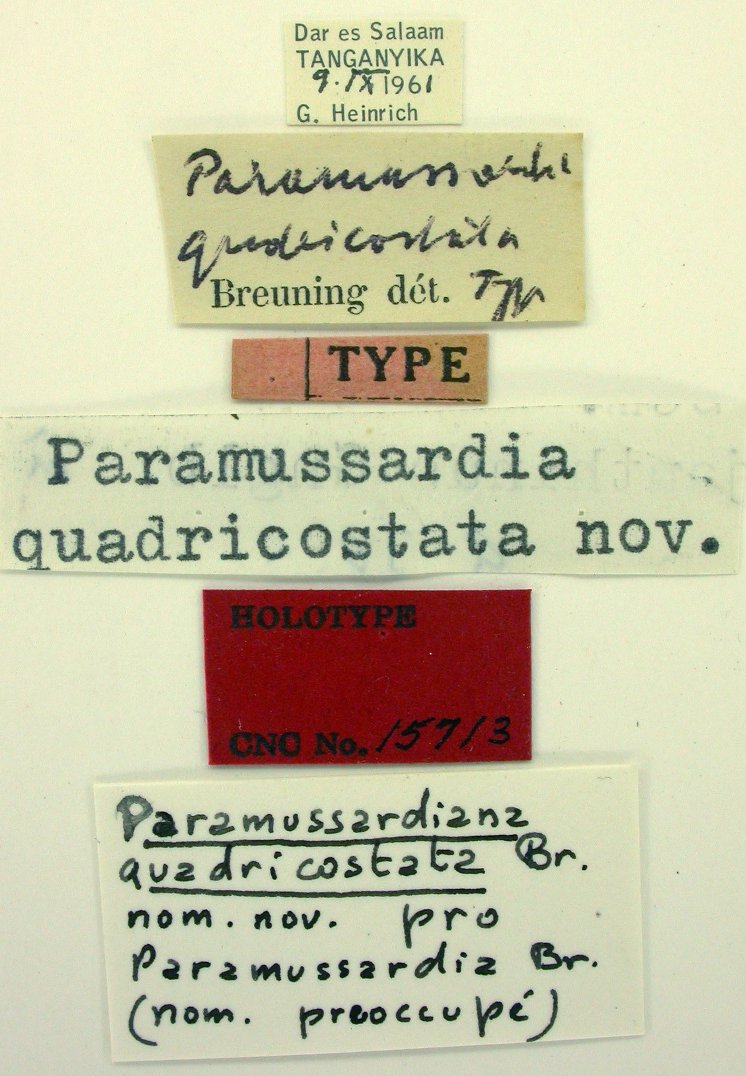 Dar es Salaam
TANGANYIKA
9.IX 1961
G. Heinrich
quadricostata
Breuning dét. Typ
TYPE
Paramussardia
quadricostata nov.
HOLOTYPE
CNC No. 15713
Paramussardiana
quadricostata Br.
nom. nov. pro
Paramussardia Br.
(nom. preoccupé)